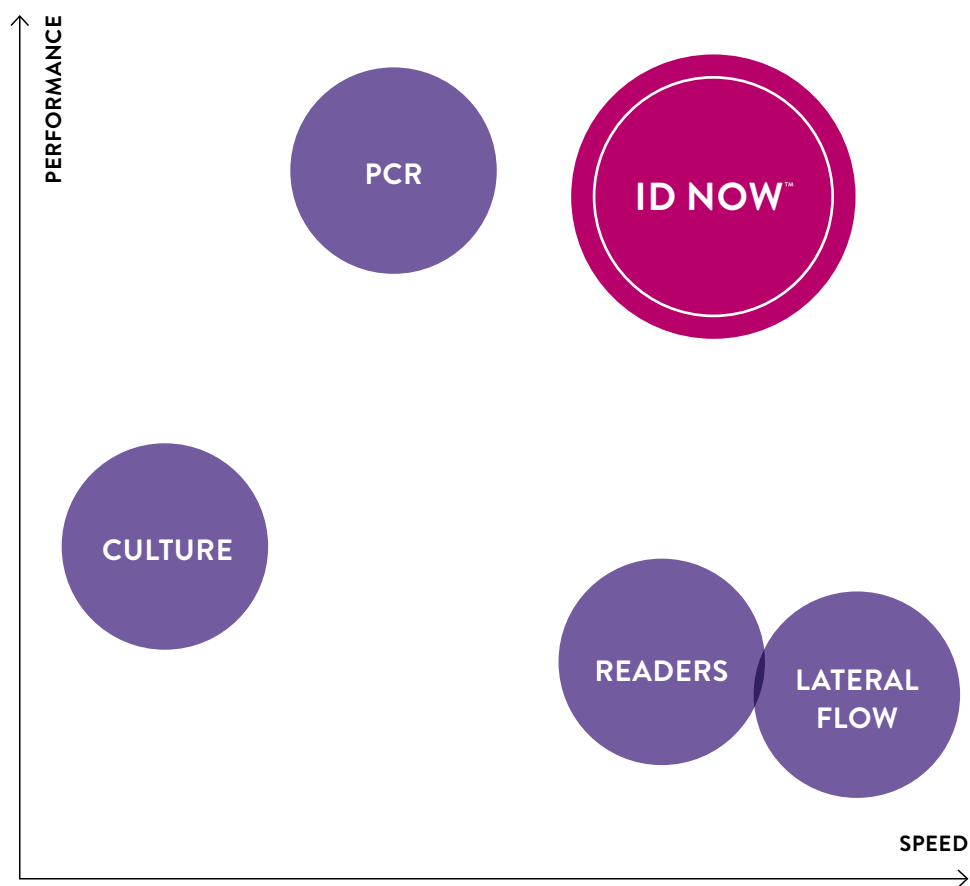 PERFORMANCE
PCR
ID NOW™
CULTURE
READERS
LATERAL
FLOW
SPEED